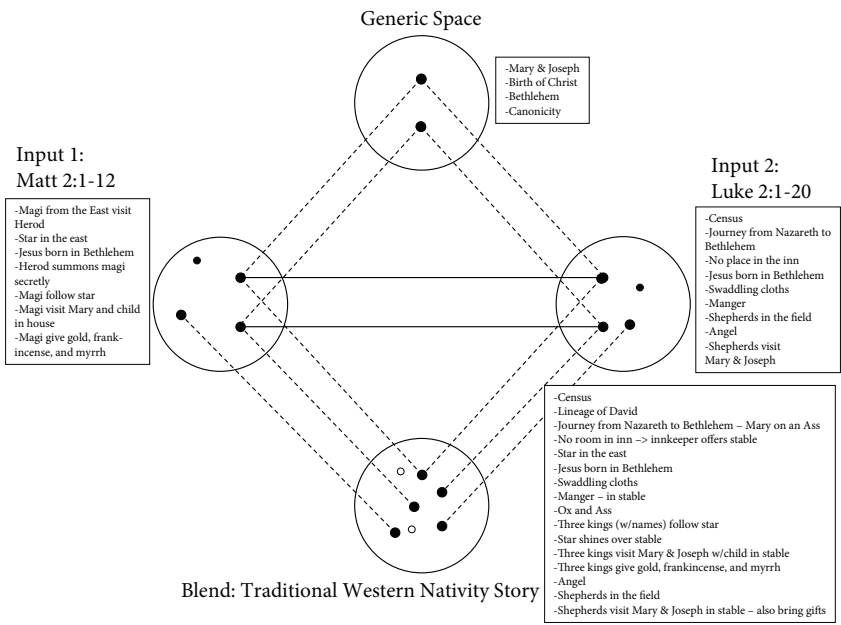 Generic Space
-Mary & Joseph
-Birth of Christ
-Bethlehem
-Canonicity
Input 1:
Matt 2:1-12
-Magi from the East visit
Herod
-Star in the east
-Jesus born in Bethlehem
-Herod summons magi
secretly
-Magi follow star
-Magi visit Mary and child
in house
-Magi give gold, frank-
incense, and myrrh
Input 2:
Luke 2:1-20
-Census
-Journey from Nazareth to
Bethlehem
-No place in the inn
-Jesus born in Bethlehem
-Swaddling cloths
-Manger
-Shepherds in the field
-Angel
-Shepherds visit
Mary & Joseph
Blend: Traditional Western Nativity Story
-Census
-Lineage of David
-Journey from Nazareth to Bethlehem – Mary on an Ass
-No room in inn –> innkeeper offers stable
-Star in the east
-Jesus born in Bethlehem
-Swaddling cloths
-Manger – in stable
-Ox and Ass
-Three kings (w/names) follow star
-Star shines over stable
-Three kings visit Mary & Joseph w/child in stable
-Three kings give gold, frankincense, and myrrh
-Angel
-Shepherds in the field
-Shepherds visit Mary & Joseph in stable – also bring gifts